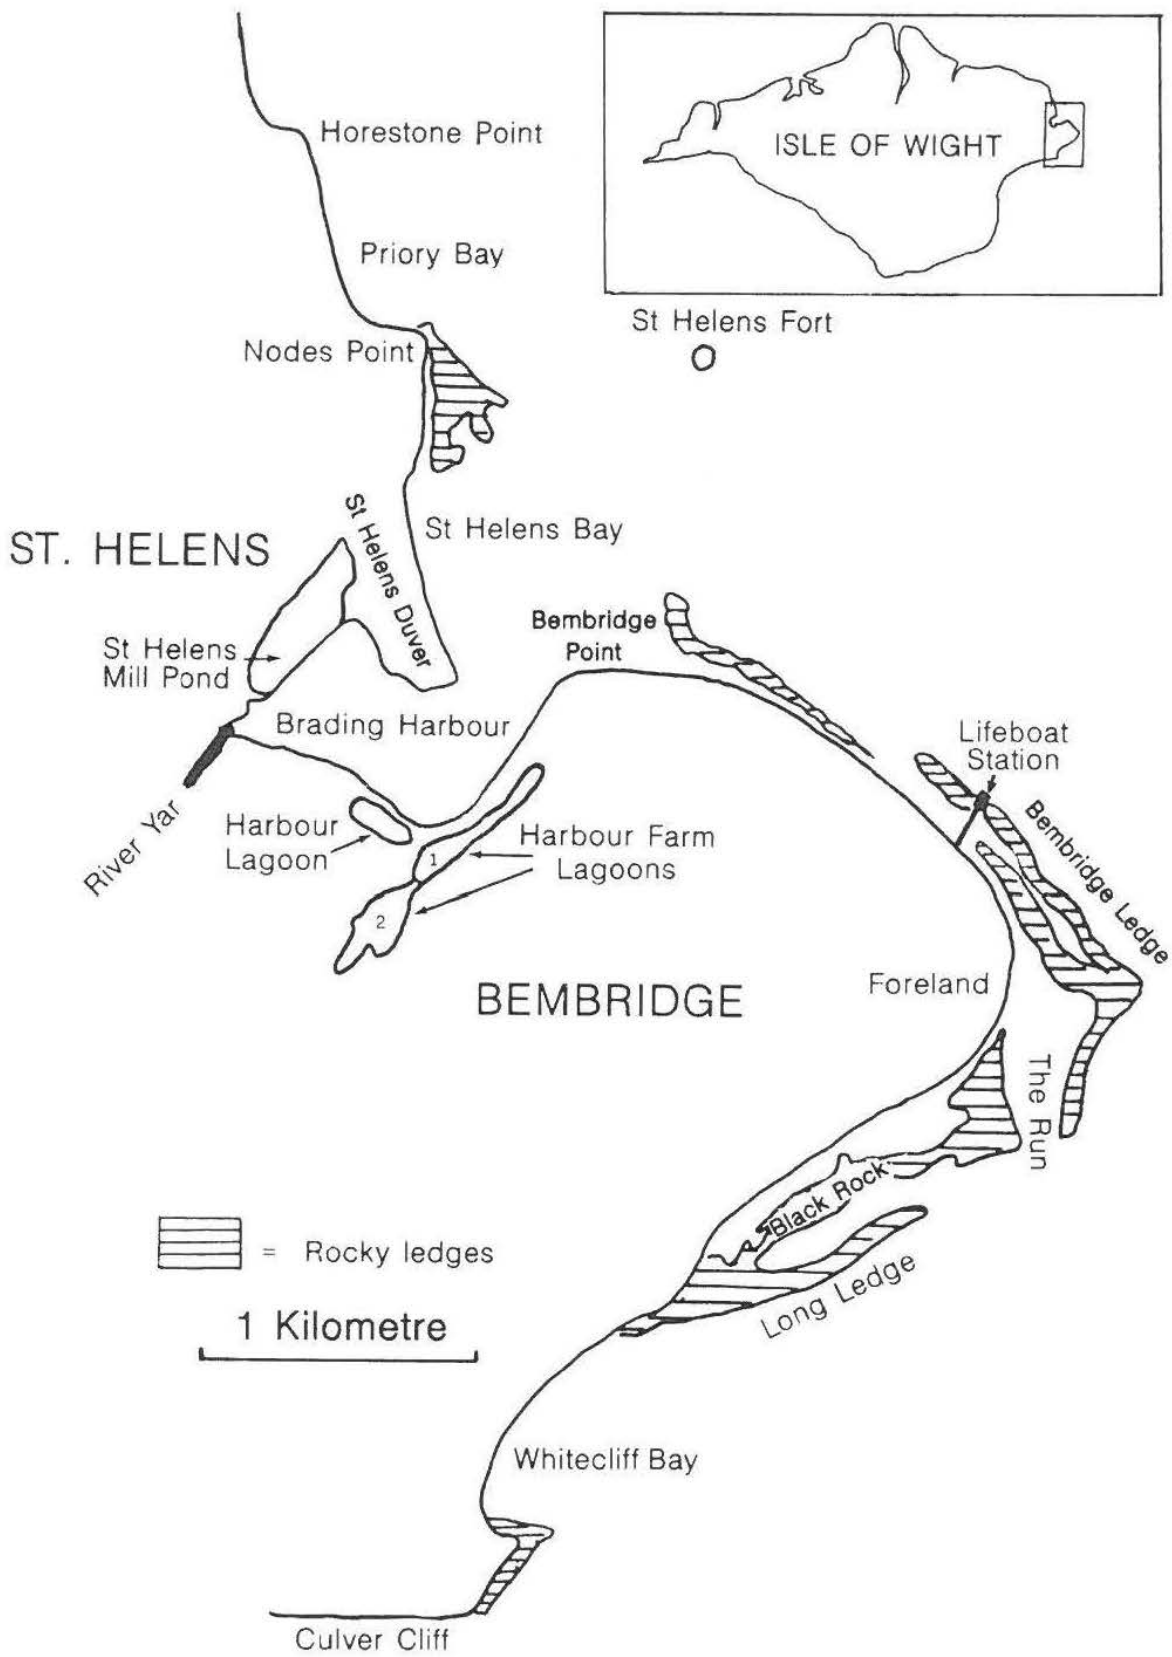 Horestone Point
ISLE OF WIGHT
Priory Bay
St Helens Fort
Nodes Point
St Helens Bay
ST. HELENS
St Helens Duver
Bembridge
Point
St Helens
Mill Pond
Brading Harbour
Lifeboat
Station
River Yar
Harbour
Lagoon
1
Harbour Farm
Lagoons
2
Bembridge Ledge
Foreland
BEMBRIDGE
The Run
Black Rock
= Rocky ledges
Long Ledge
1 Kilometre
Whitecliff Bay
Culver Cliff